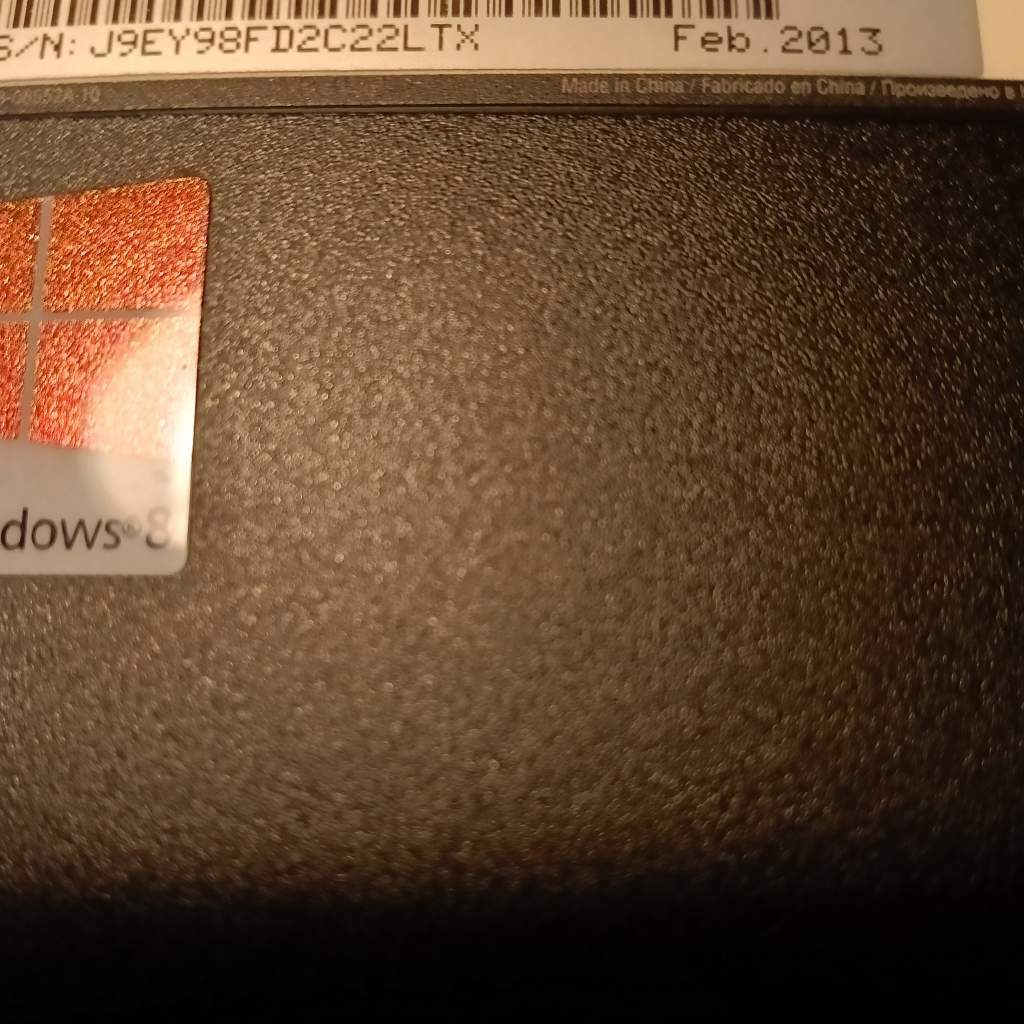 S/N: J9EY98FD2C22LTX Feb.2013
Made in China / Fabricado en China / Произведено в
dows®8